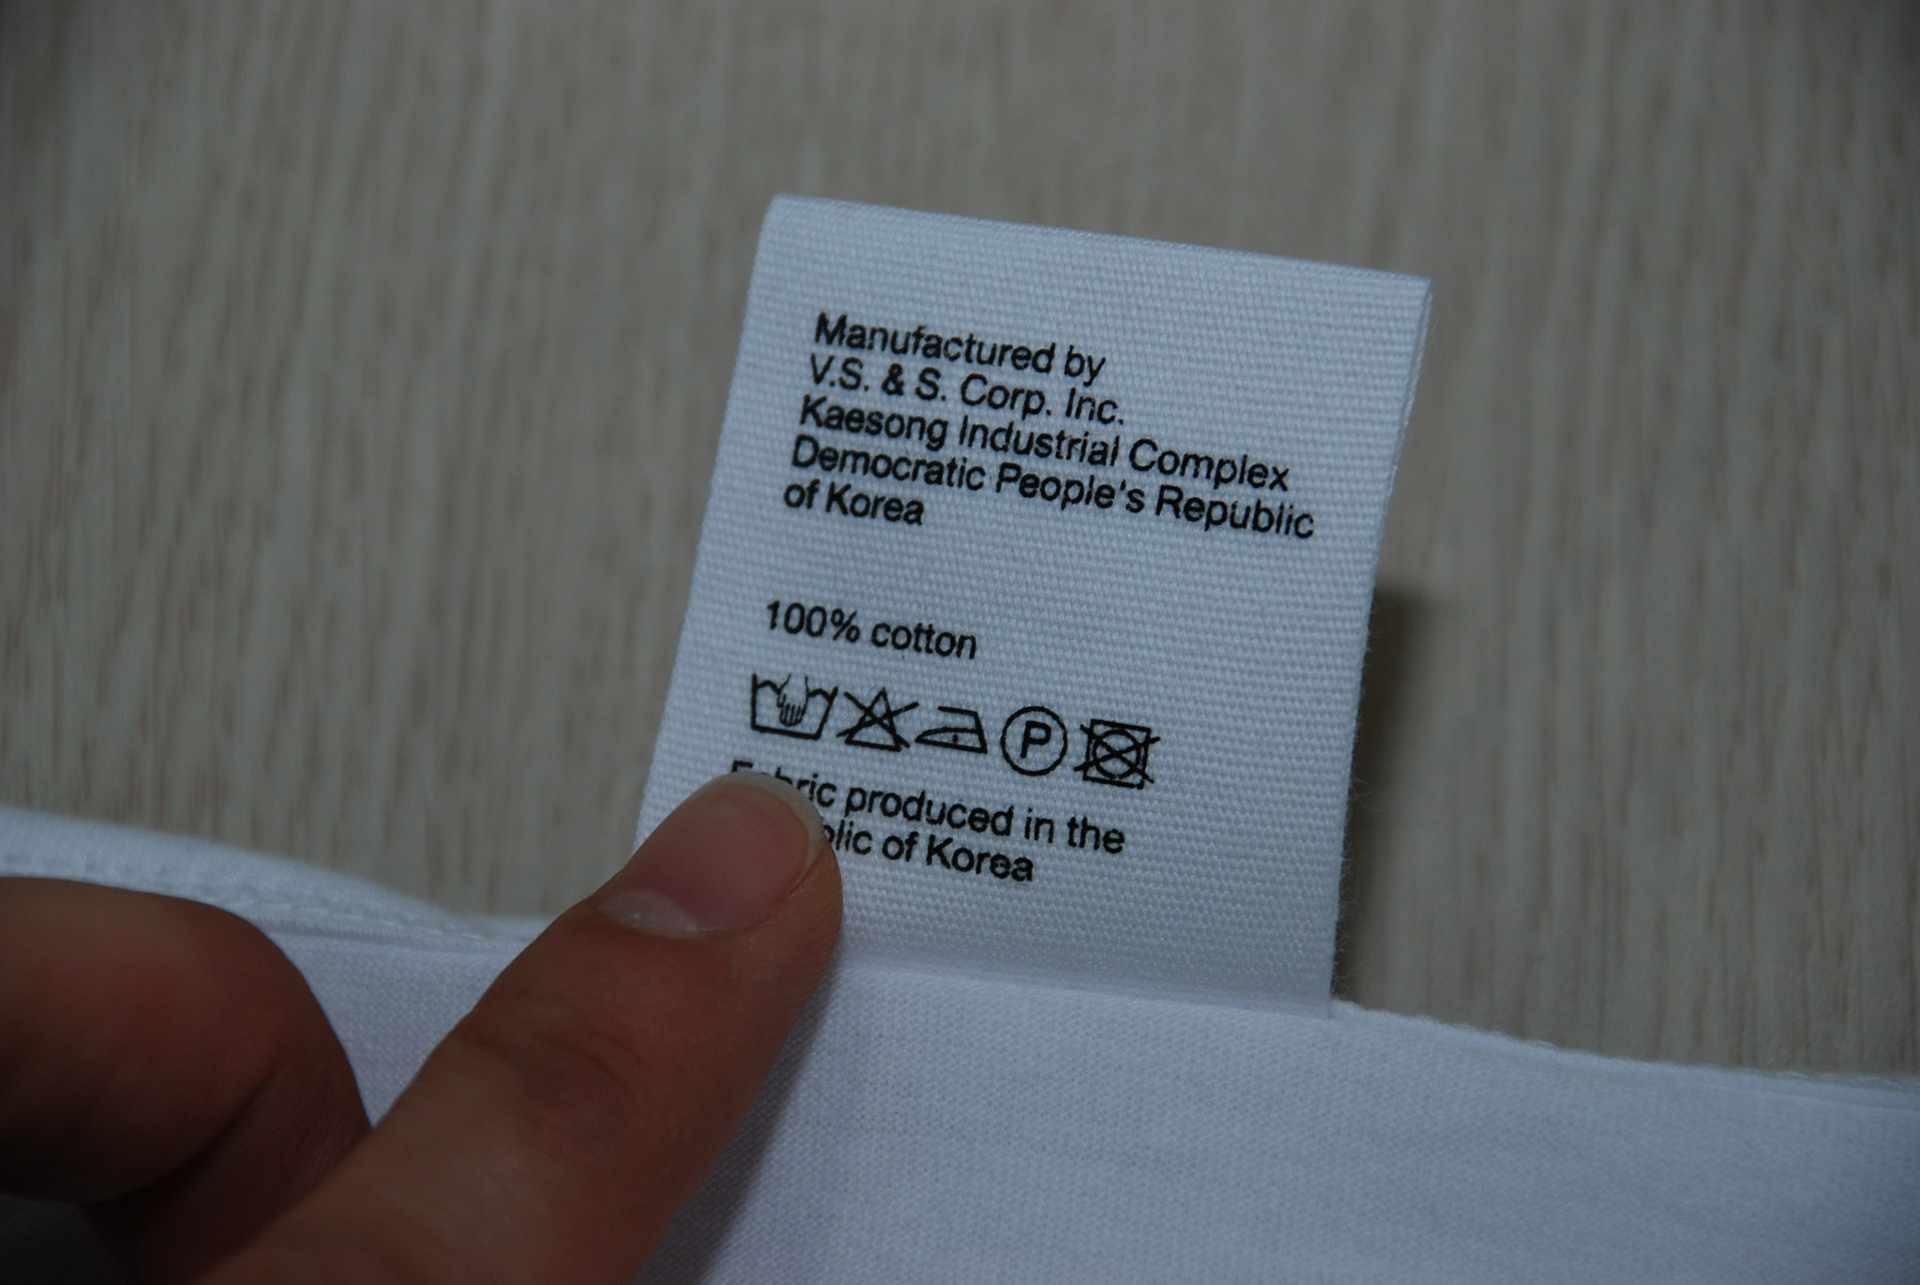 Manufactured by
V.S. & S. Corp. Inc.
Kaesong Industrial Complex
Democratic People's Republic
of Korea
100% cotton
P
Fabric produced in the
of Korea